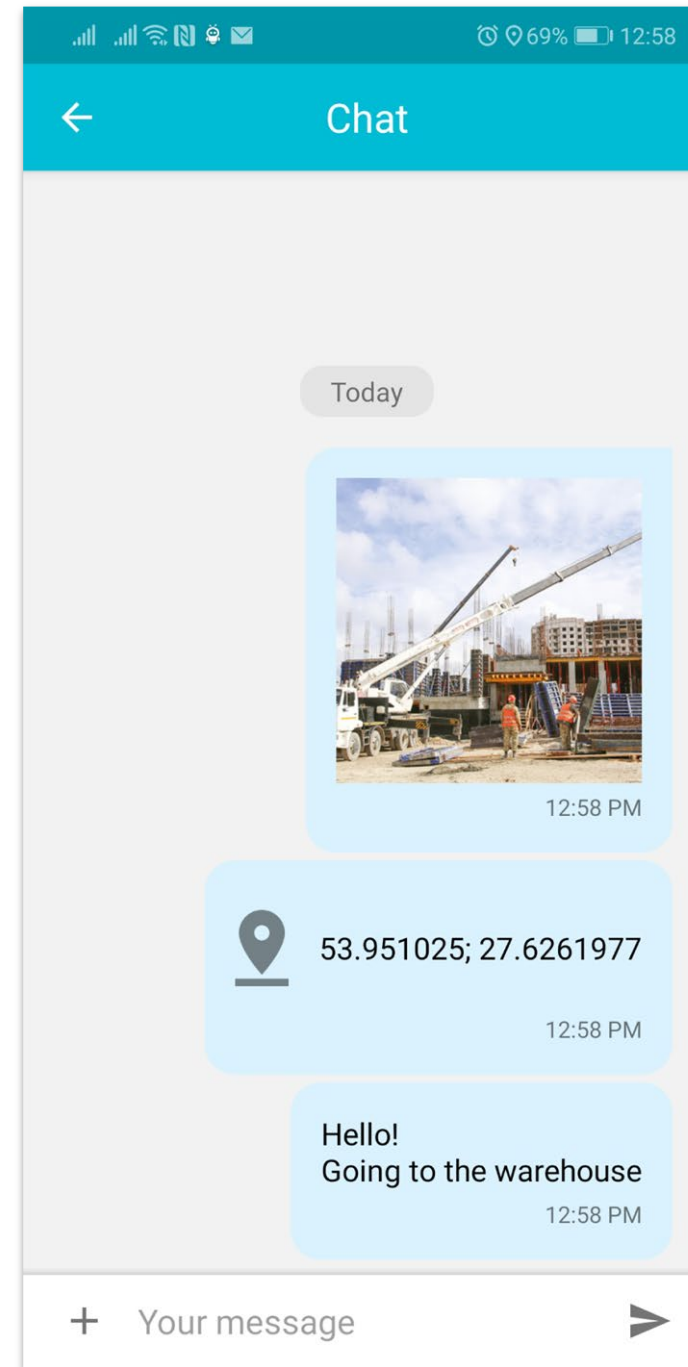 69% 12:58
Chat
Today
12:58 PM
53.951025; 27.6261977
12:58 PM
Hello!
Going to the warehouse
12:58 PM
Your message